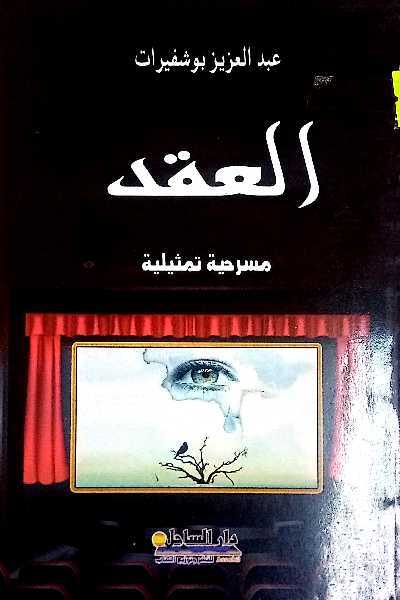 عبد العزيز بوشفيرات
العقد
مسرحية تمثيلية
دار الساحل